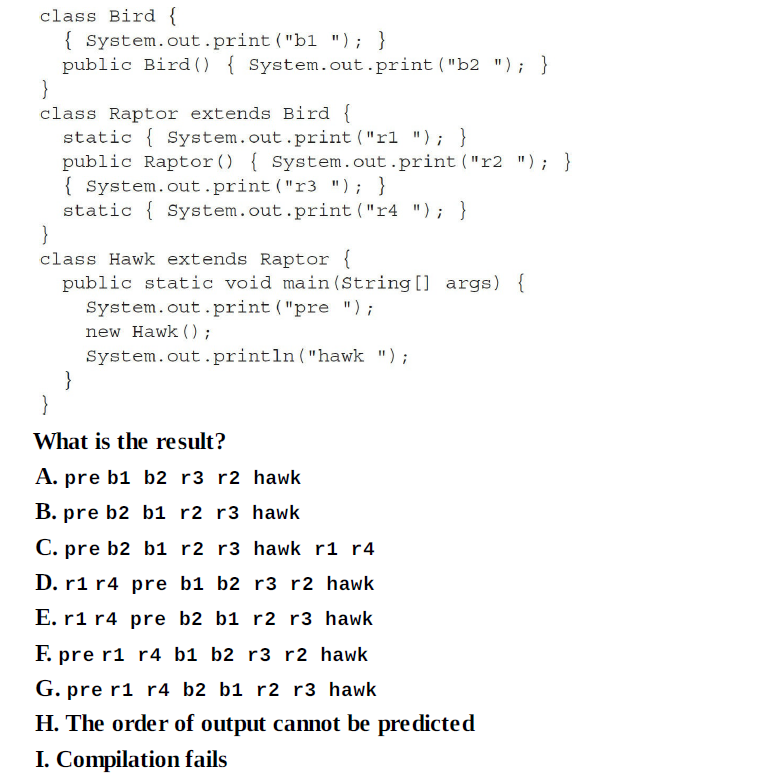 class Bird {
{ System.out.print("b1 "); }
public Bird() { System.out.print("b2 "); }
}
class Raptor extends Bird {
static { System.out.print("r1 "); }
public Raptor() { System.out.print("r2 "); }
{ System.out.print("r3 "); }
static { System.out.print("r4 "); }
}
class Hawk extends Raptor {
public static void main(String[] args) {
System.out.print("pre ");
new Hawk();
System.out.println("hawk ");
}
}
What is the result?
A. pre b1 b2 r3 r2 hawk
B. pre b2 b1 r2 r3 hawk
C. pre b2 b1 r2 r3 hawk r1 r4
D. r1 r4 pre b1 b2 r3 r2 hawk
E. r1 r4 pre b2 b1 r2 r3 hawk
F. pre r1 r4 b1 b2 r3 r2 hawk
G. pre r1 r4 b2 b1 r2 r3 hawk
H. The order of output cannot be predicted
I. Compilation fails